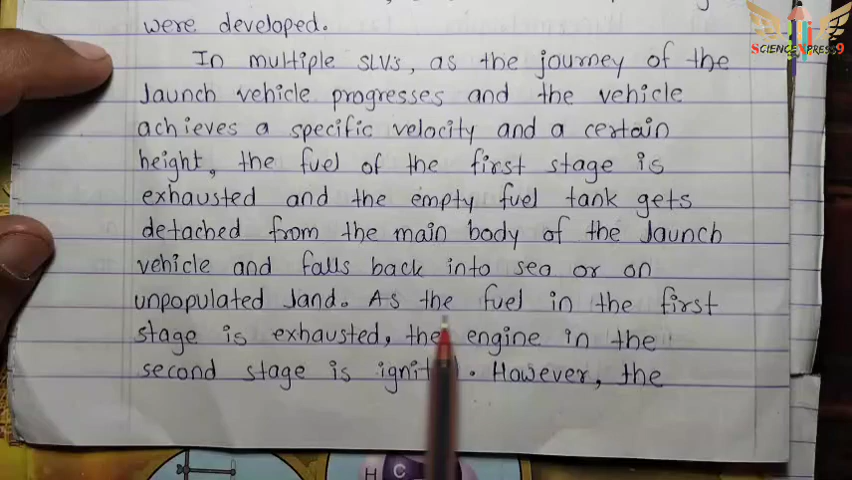 were developed.
In multiple SLVs, as the journey of the
launch vehicle progresses and the vehicle
achieves a specific velocity and a certain
height, the fuel of the first stage is
exhausted and the empty fuel tank gets
detached from the main body of the launch
vehicle and falls back into sea or on
unpopulated land. As the fuel in the first
stage is exhausted, the engine in the
second stage is However, the
SCIENCEXPRESS9
H C